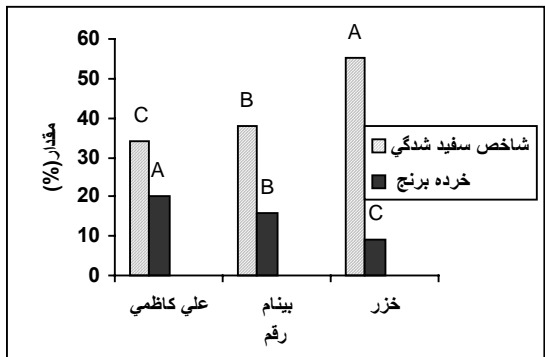 مقدار(%)
60
50
40
30
20
10
0
C
A
B
B
A
C
شاخص سفيد شدگي
خرده برنج
علي كاظمي
بينام
خزر
رقم